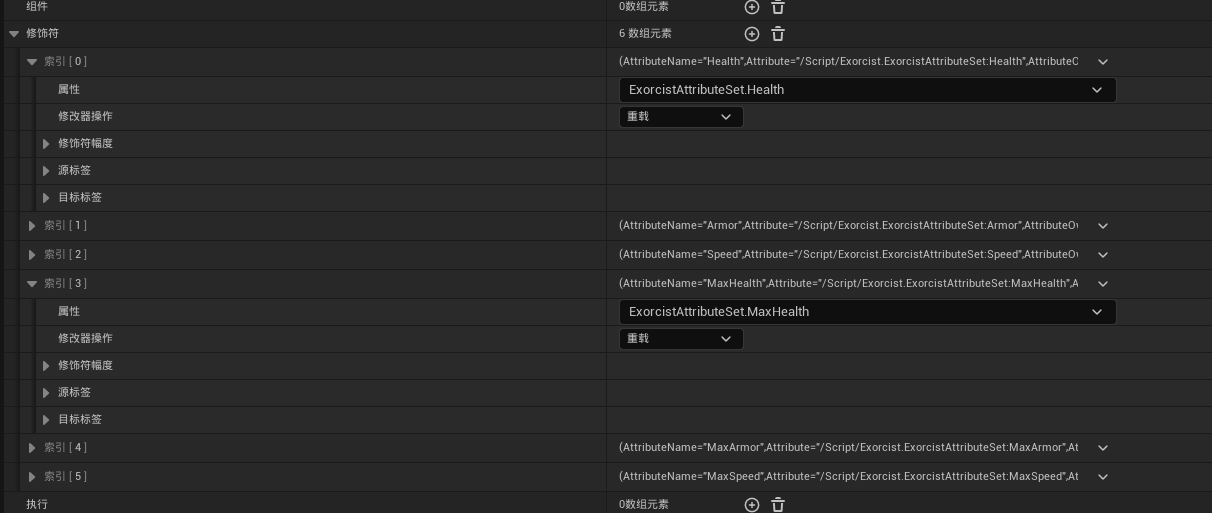 组件 0数组元素
修饰符 6 数组元素
索引 [ 0 ] (AttributeName="Health",Attribute="/Script/Exorcist.ExorcistAttributeSet:Health",AttributeO
属性 ExorcistAttributeSet.Health
修改器操作 重载
修饰符幅度
源标签
目标标签
索引 [ 1 ] (AttributeName="Armor",Attribute="/Script/Exorcist.ExorcistAttributeSet:Armor",AttributeOv
索引 [ 2 ] (AttributeName="Speed",Attribute="/Script/Exorcist.ExorcistAttributeSet:Speed",AttributeOv
索引 [ 3 ] (AttributeName="MaxHealth",Attribute="/Script/Exorcist.ExorcistAttributeSet:MaxHealth",A
属性 ExorcistAttributeSet.MaxHealth
修改器操作 重载
修饰符幅度
源标签
目标标签
索引 [ 4 ] (AttributeName="MaxArmor",Attribute="/Script/Exorcist.ExorcistAttributeSet:MaxArmor",At
索引 [ 5 ] (AttributeName="MaxSpeed",Attribute="/Script/Exorcist.ExorcistAttributeSet:MaxSpeed",At
执行 0数组元素